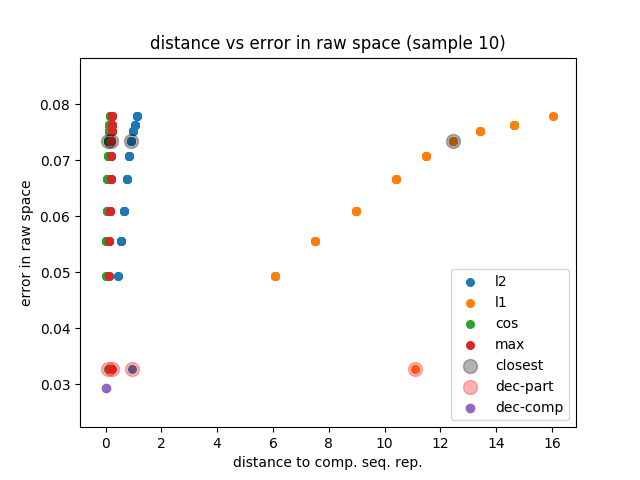 distance vs error in raw space (sample 10)
error in raw space
0.08
0.07
0.06
0.05
0.04
0.03
l2
l1
cos
max
closest
dec-part
dec-comp
0 2 4 6 8 10 12 14 16
distance to comp. seq. rep.